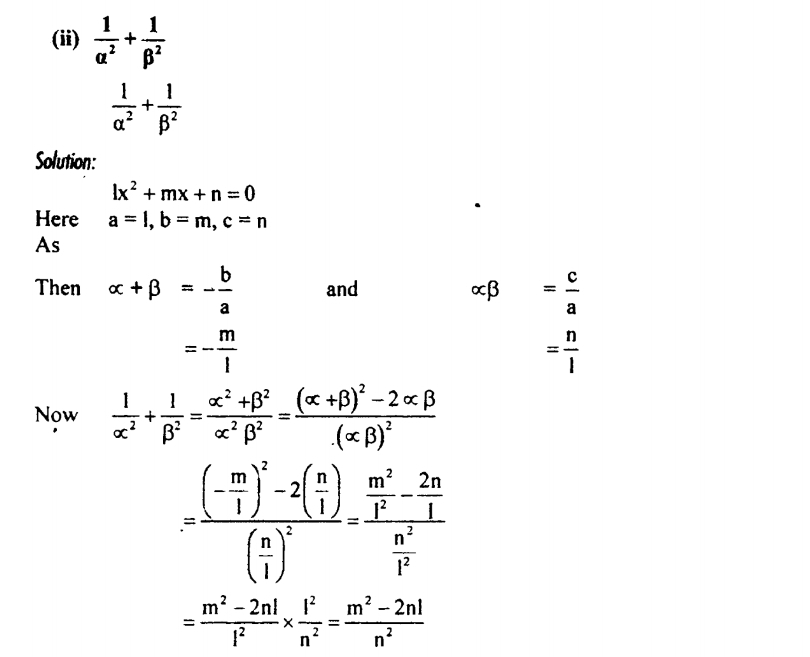 (ii) 1/α² + 1/β²
1/α² + 1/β²
Solution:
lx² + mx + n = 0
Here a = l, b = m, c = n
As
Then ∝ + β = -b/a and ∝β = c/a
= -m/l = n/l
Now 1/∝² + 1/β² = (∝² + β²)/(∝² β²) = ((∝ + β)² - 2 ∝ β)/(∝ β)²
= ((-m/l)² - 2(n/l))/(n/l)² = (m²/l² - 2n/l)/(n²/l²)
= (m² - 2nl)/l² × l²/n² = (m² - 2nl)/n²